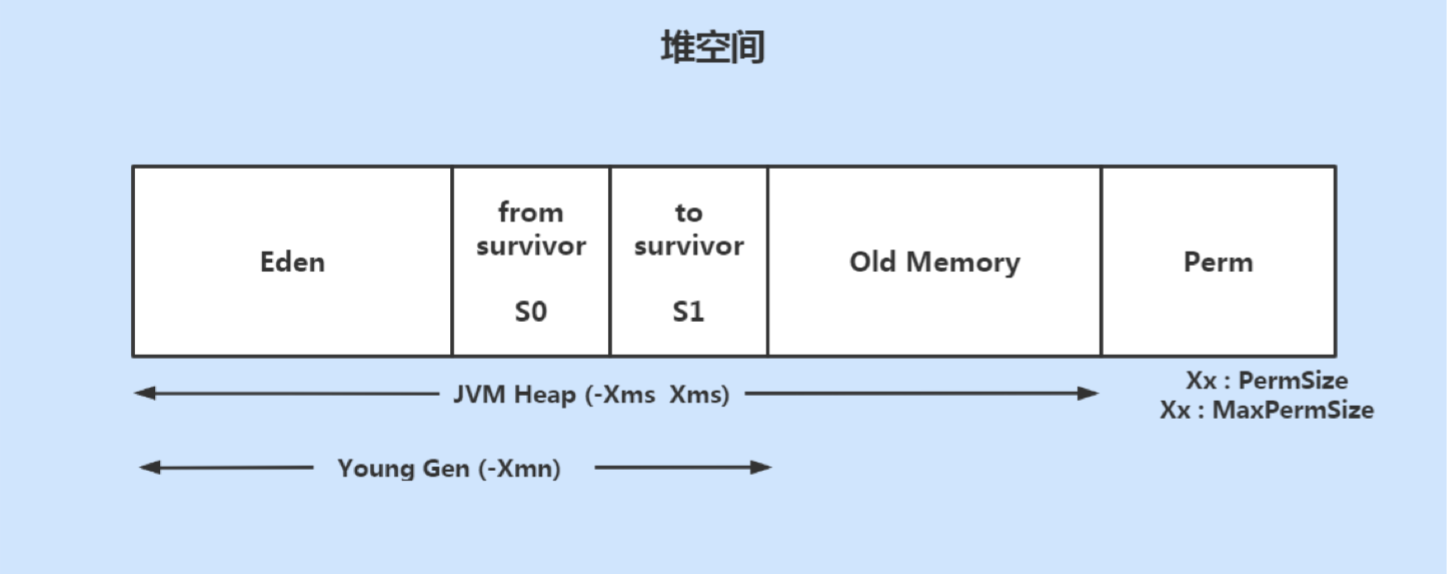 堆空间
Eden
from
survivor
S0
to
survivor
S1
Old Memory
Perm
JVM Heap (-Xms  Xms)
Xx : PermSize
Xx : MaxPermSize
Young Gen (-Xmn)